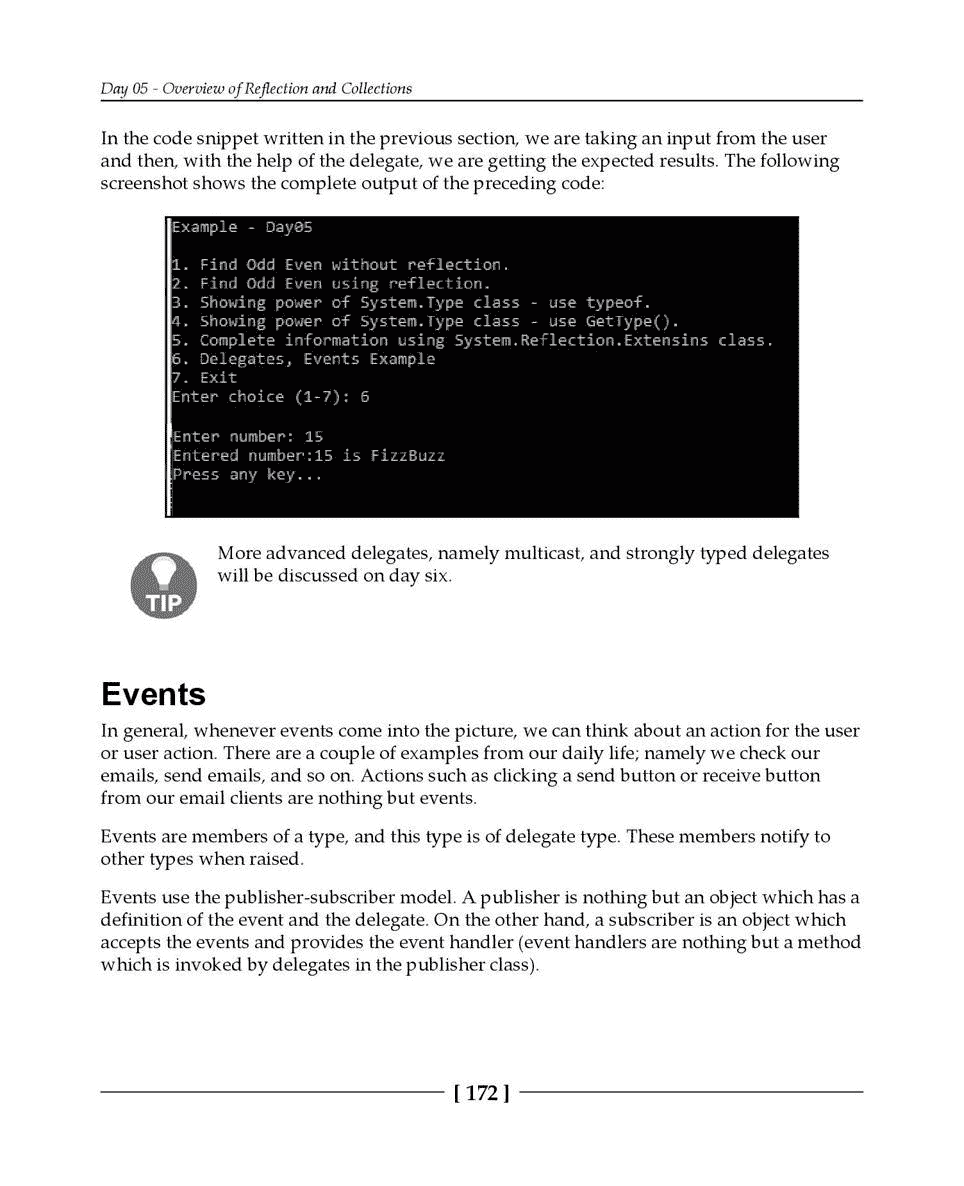 Day 05 - Overview of Reflection and Collections
In the code snippet written in the previous section, we are taking an input from the user
and then, with the help of the delegate, we are getting the expected results. The following
screenshot shows the complete output of the preceding code:
Example - Day05
1. Find Odd Even without reflection.
2. Find Odd Even using reflection.
3. Showing power of System.Type class - use typeof.
4. Showing power of System.Type class - use GetType().
5. Complete information using System.Reflection.Extensins class.
6. Delegates, Events Example
7. Exit
Enter choice (1-7): 6
Enter number: 15
Entered number:15 is FizzBuzz
Press any key...
More advanced delegates, namely multicast, and strongly typed delegates
will be discussed on day six.
TIP
Events
In general, whenever events come into the picture, we can think about an action for the user
or user action. There are a couple of examples from our daily life; namely we check our
emails, send emails, and so on. Actions such as clicking a send button or receive button
from our email clients are nothing but events.
Events are members of a type, and this type is of delegate type. These members notify to
other types when raised.
Events use the publisher-subscriber model. A publisher is nothing but an object which has a
definition of the event and the delegate. On the other hand, a subscriber is an object which
accepts the events and provides the event handler (event handlers are nothing but a method
which is invoked by delegates in the publisher class).
[ 172 ]